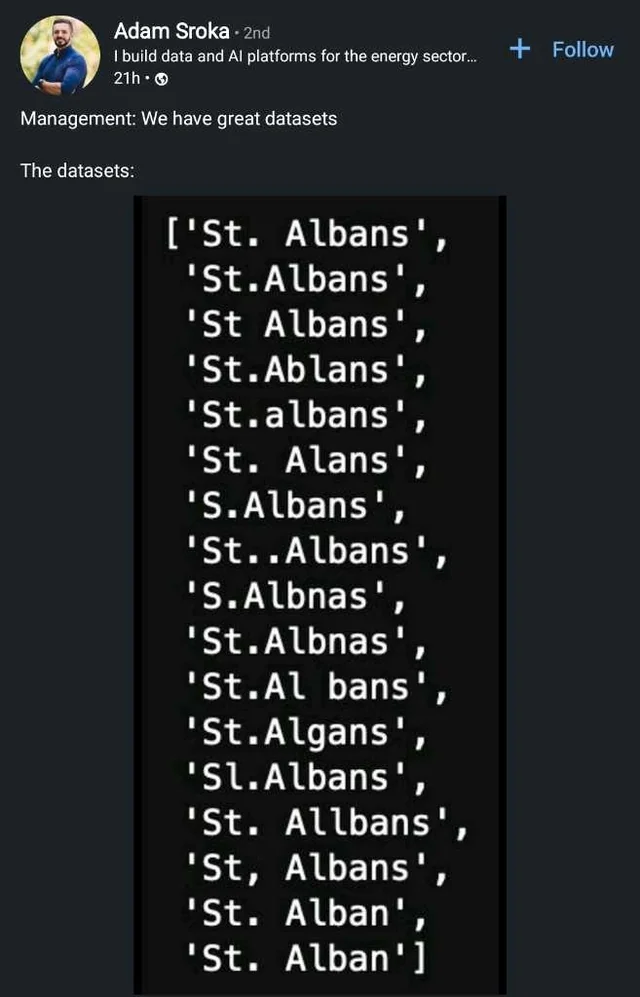 Adam Sroka • 2nd
I build data and AI platforms for the energy sector...
21h •
+ Follow
Management: We have great datasets
The datasets:
['St. Albans',
'St.Albans',
'St Albans',
'St.Ablans',
'St.albans',
'St. Alans',
'S.Albans',
'St..Albans',
'S.Albnas',
'St.Albnas',
'St.Al bans',
'St.Algans',
'Sl.Albans',
'St. Allbans',
'St, Albans',
'St. Alban',
'St. Alban']